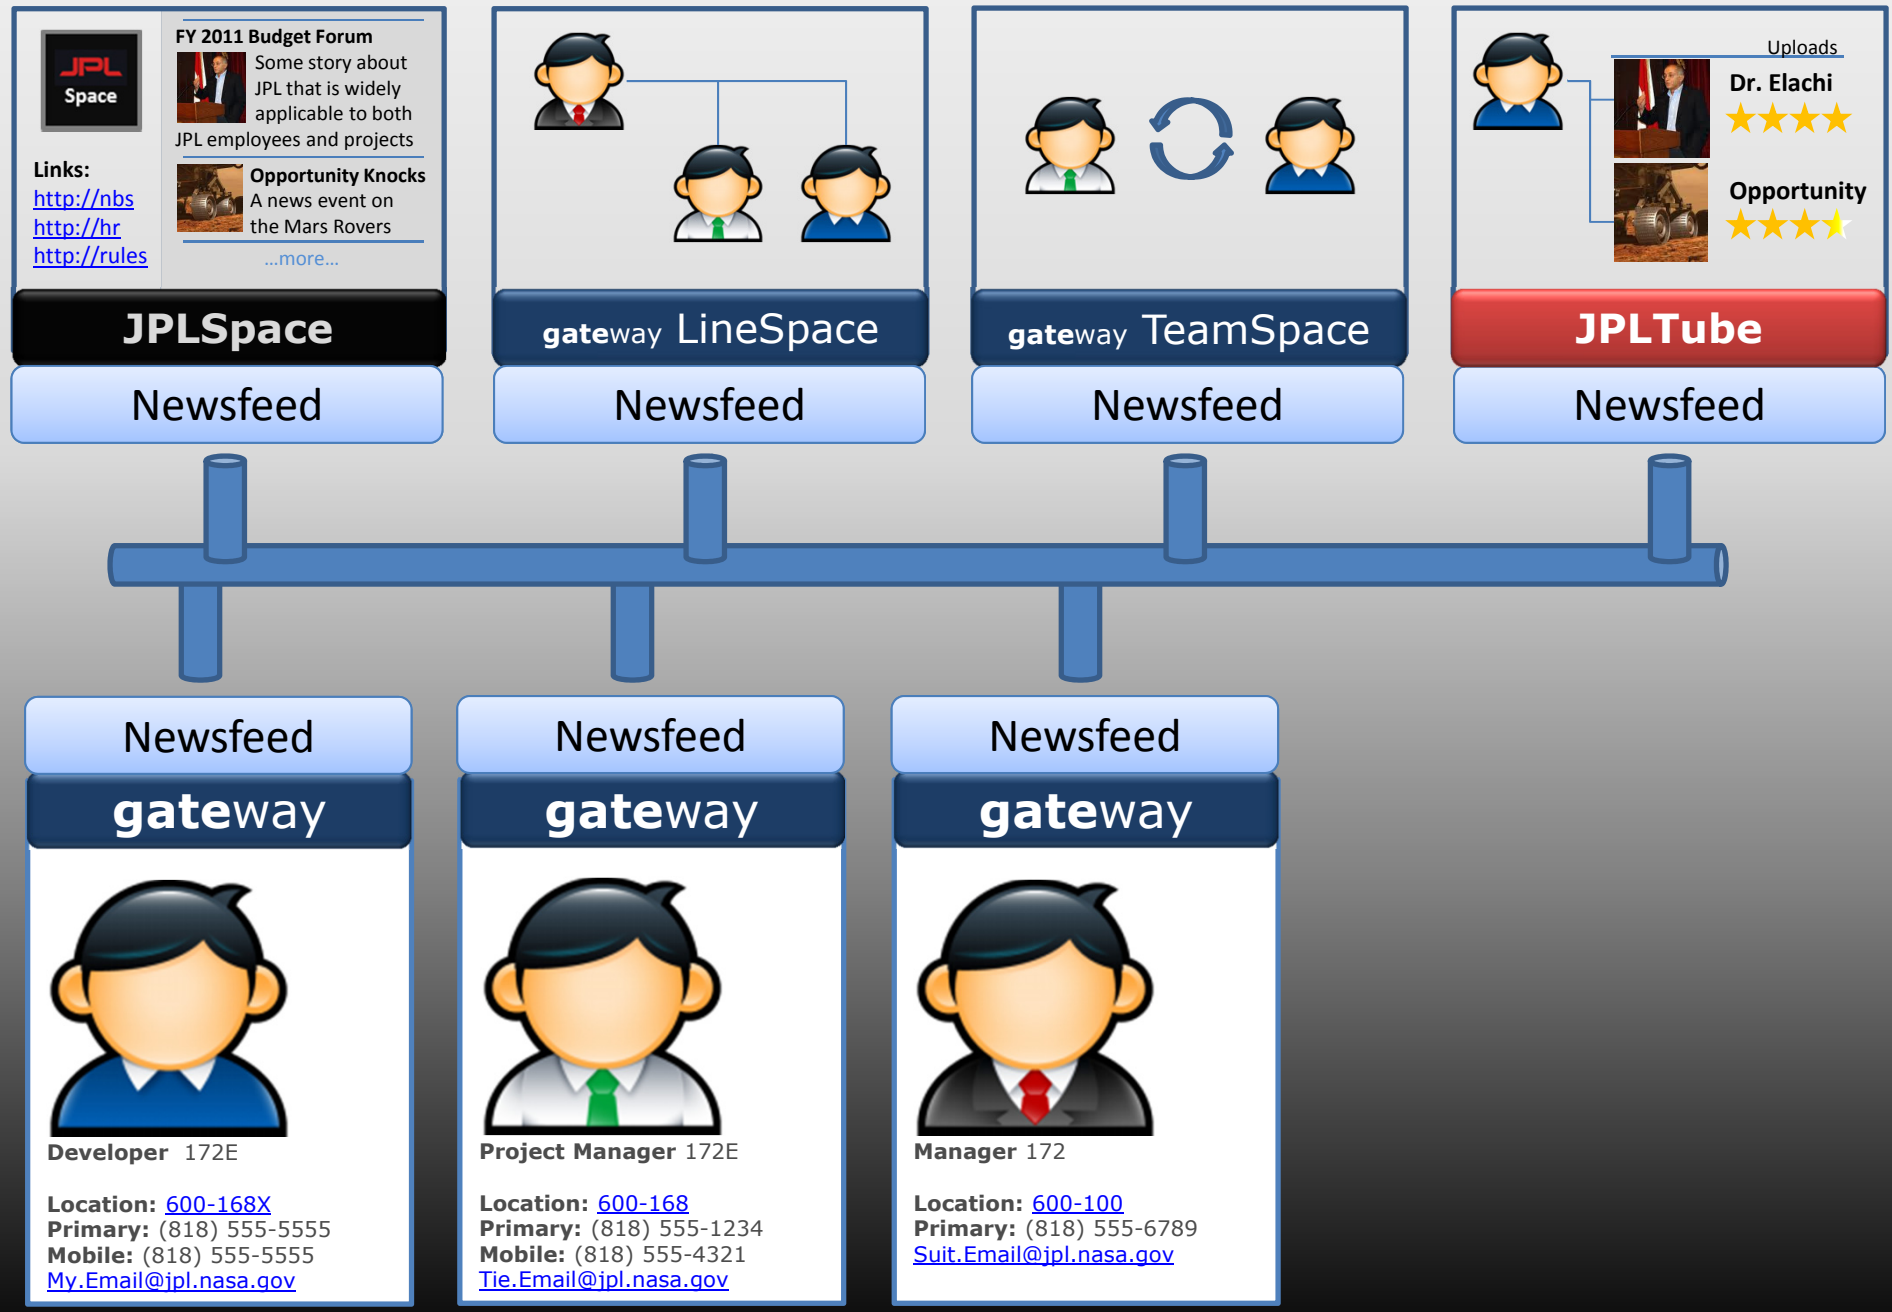 JPL
Space
Links:
http://nbs
http://hr
http://rules
FY 2011 Budget Forum
Some story about
JPL that is widely
applicable to both
JPL employees and projects
Opportunity Knocks
A news event on
the Mars Rovers
...more...
JPLSpace
Newsfeed
gateway LineSpace
Newsfeed
gateway TeamSpace
Newsfeed
Uploads
Dr. Elachi
Opportunity
JPLTube
Newsfeed
Newsfeed
gateway
Developer 172E
Location: 600-168X
Primary: (818) 555-5555
Mobile: (818) 555-5555
My.Email@jpl.nasa.gov
Newsfeed
gateway
Project Manager 172E
Location: 600-168
Primary: (818) 555-1234
Mobile: (818) 555-4321
Tie.Email@jpl.nasa.gov
Newsfeed
gateway
Manager 172
Location: 600-100
Primary: (818) 555-6789
Suit.Email@jpl.nasa.gov